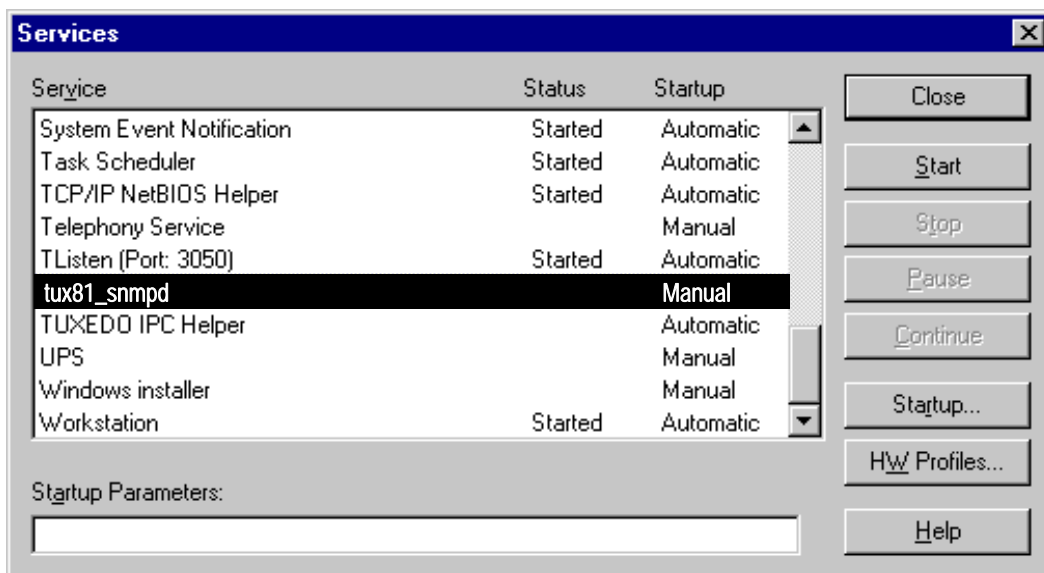 Services
Service Status Startup
System Event Notification Started Automatic
Task Scheduler Started Automatic
TCP/IP NetBIOS Helper Started Automatic
Telephony Service Manual
TListen (Port: 3050) Started Automatic
tux81_snmpd Manual
TUXEDO IPC Helper Automatic
UPS Manual
Windows installer Manual
Workstation Started Automatic
Startup Parameters:
Close
Start
Stop
Pause
Continue
Startup...
HW Profiles...
Help